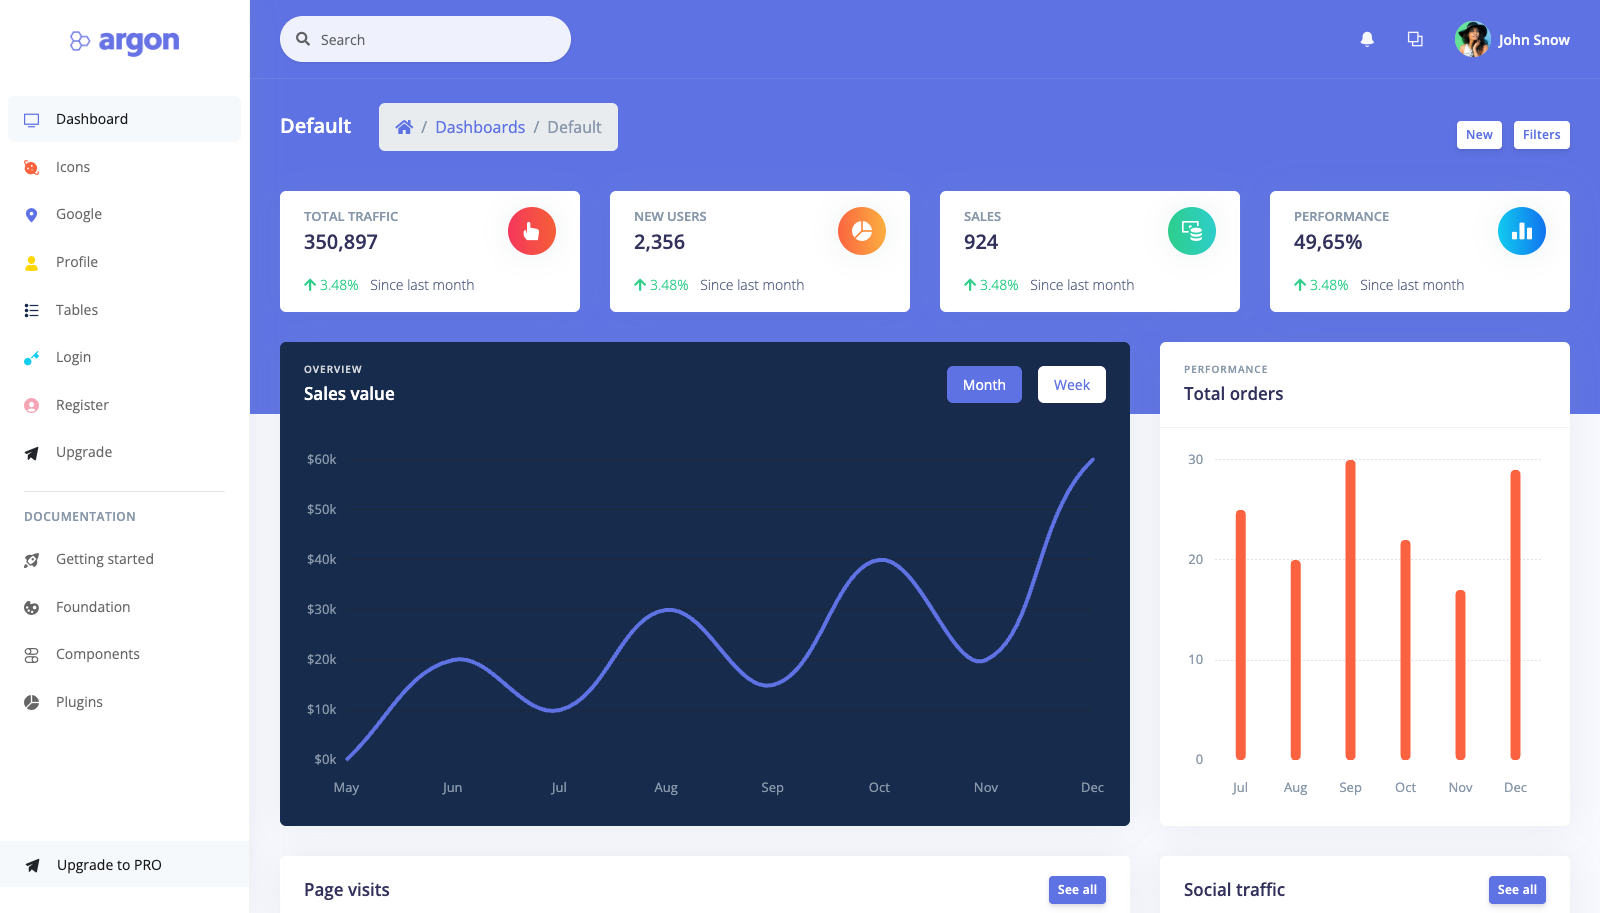 argon
Search
John Snow
Dashboard
Icons
Google
Profile
Tables
Login
Register
Upgrade
DOCUMENTATION
Getting started
Foundation
Components
Plugins
Upgrade to PRO
Default
/ Dashboards / Default
New
Filters
TOTAL TRAFFIC
350,897
3.48% Since last month
NEW USERS
2,356
3.48% Since last month
SALES
924
3.48% Since last month
PERFORMANCE
49,65%
3.48% Since last month
OVERVIEW
Sales value
Month
Week
$60k
$50k
$40k
$30k
$20k
$10k
$0k
May Jun Jul Aug Sep Oct Nov Dec
PERFORMANCE
Total orders
30
20
10
0
Jul Aug Sep Oct Nov Dec
Page visits
See all
Social traffic
See all